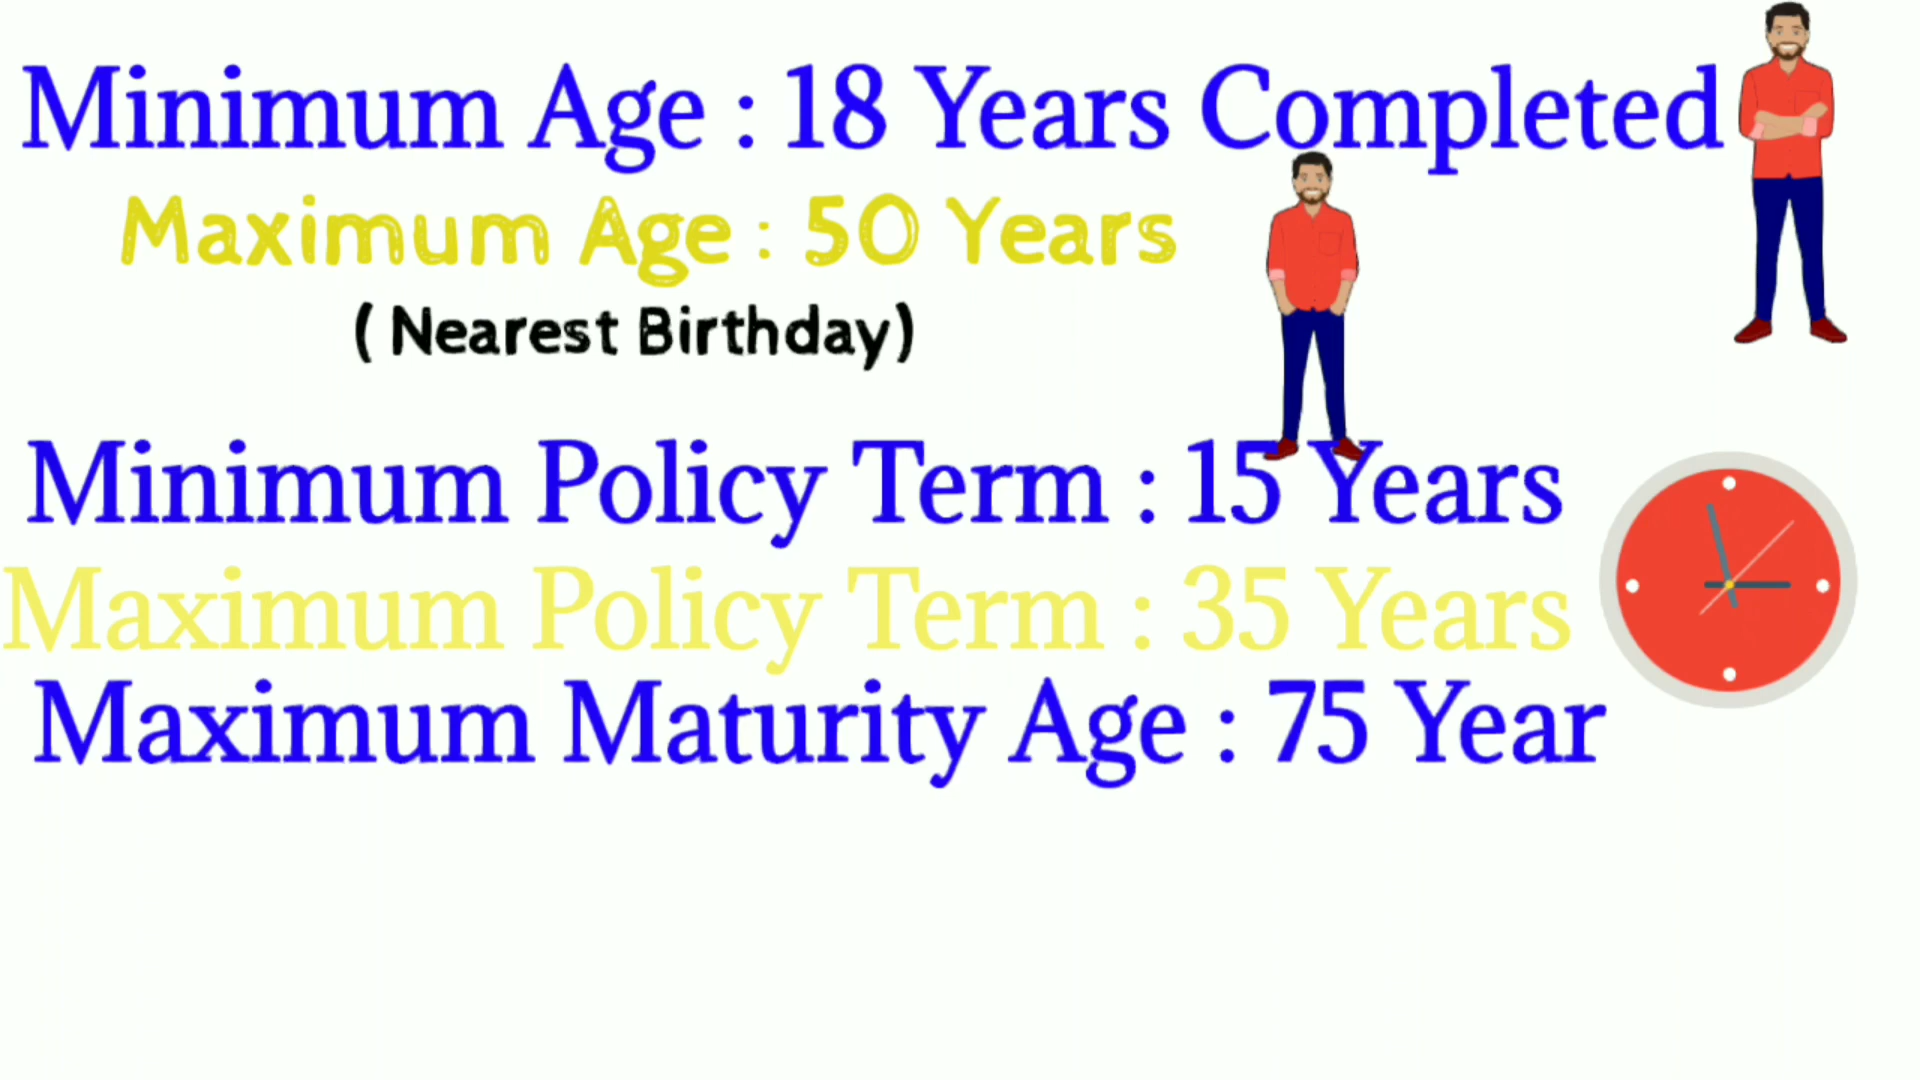 Minimum Age : 18 Years Completed
Maximum Age : 50 Years
( Nearest Birthday)
Minimum Policy Term : 15 Years
Maximum Policy Term : 35 Years
Maximum Maturity Age : 75 Year